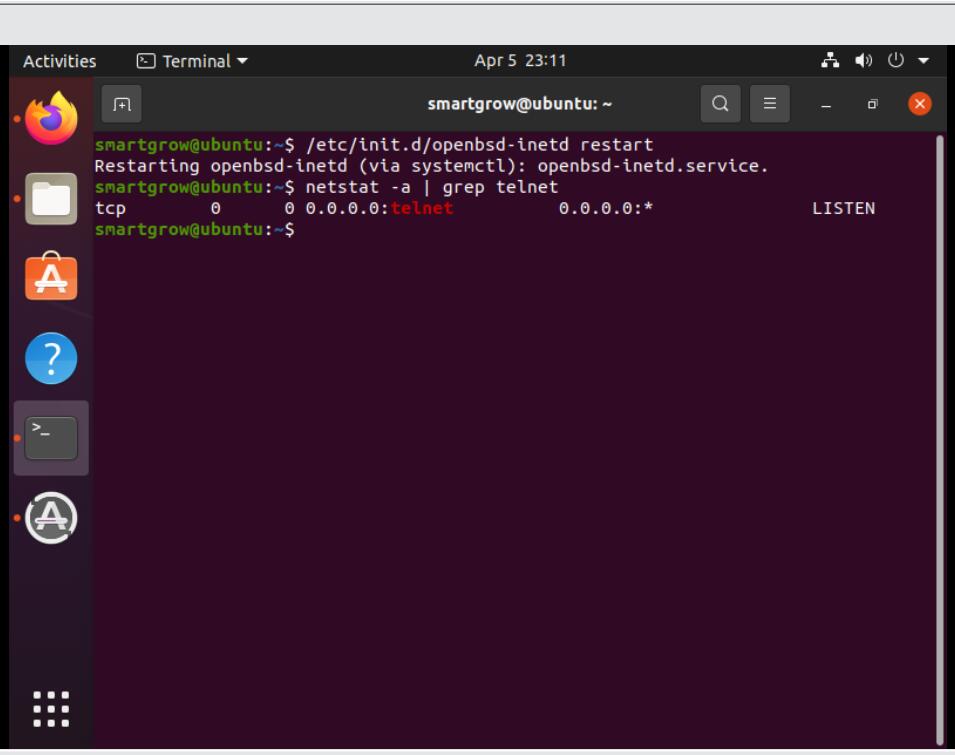 Activities Terminal Apr 5 23:11
smartgrow@ubuntu: ~
smartgrow@ubuntu:~$ /etc/init.d/openbsd-inetd restart
Restarting openbsd-inetd (via systemctl): openbsd-inetd.service.
smartgrow@ubuntu:~$ netstat -a | grep telnet
tcp        0      0 0.0.0.0:telnet          0.0.0.0:*               LISTEN
smartgrow@ubuntu:~$